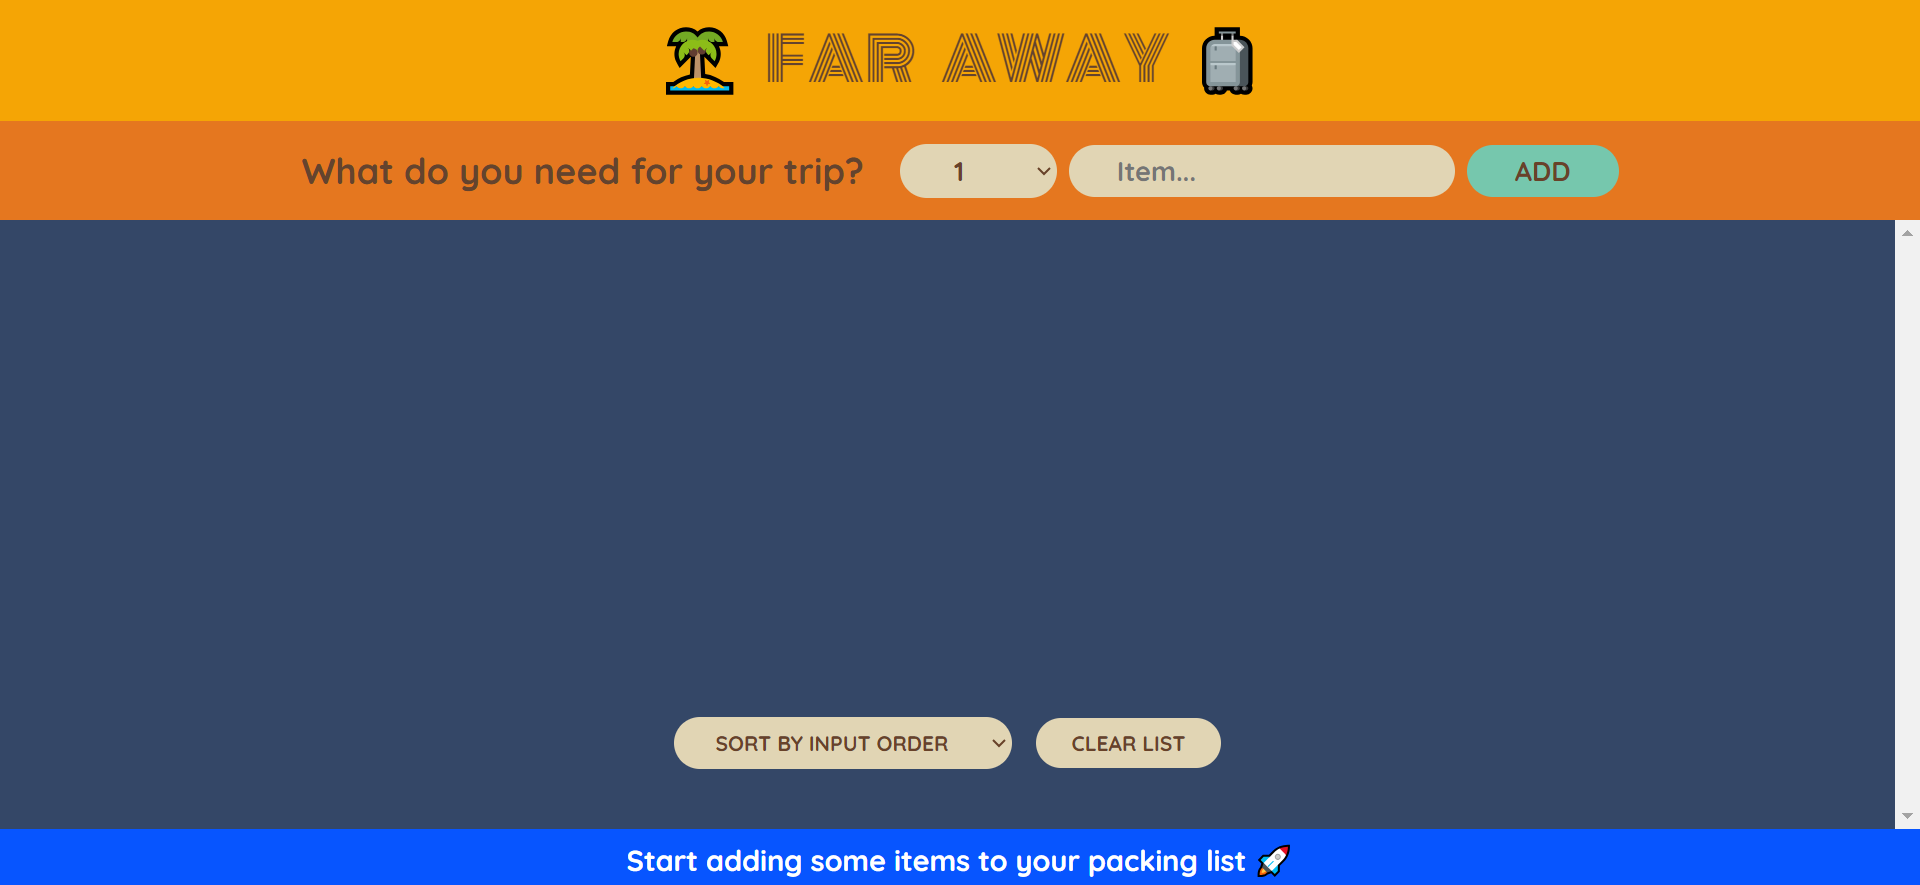 FAR AWAY
What do you need for your trip? 1 Item... ADD
SORT BY INPUT ORDER CLEAR LIST
Start adding some items to your packing list 🚀